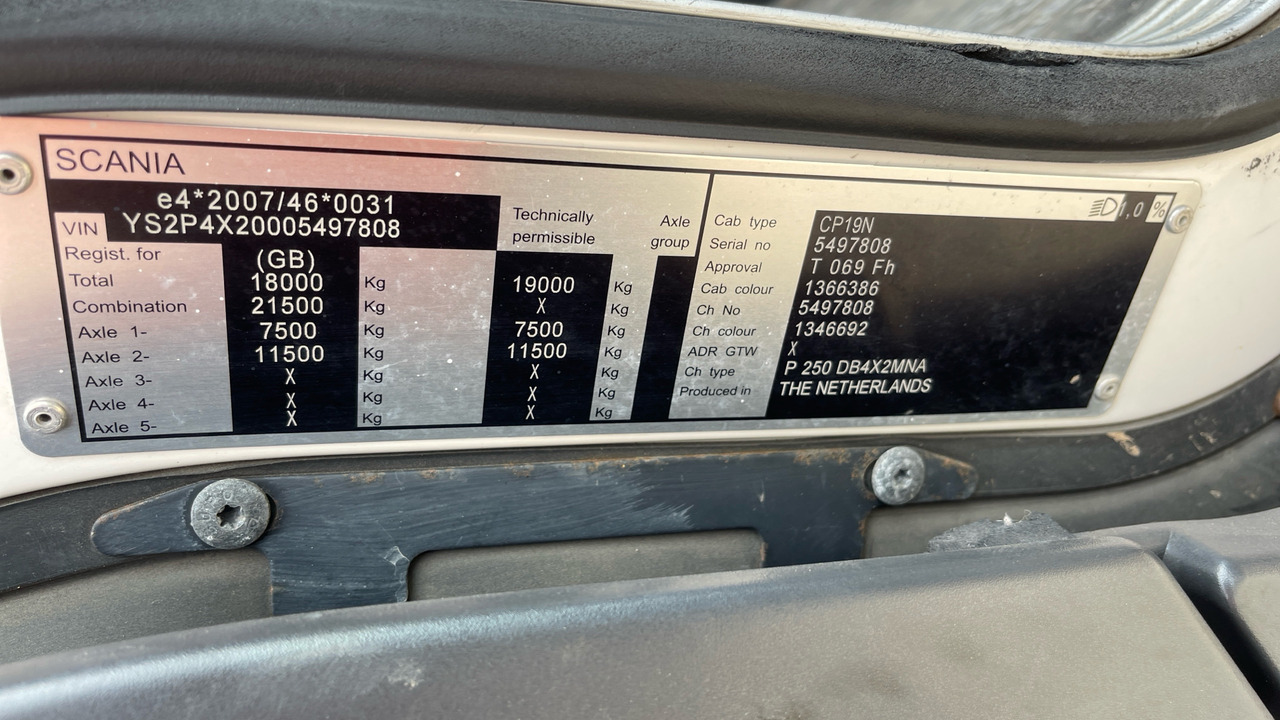 SCANIA
e4*2007/46*0031
VIN YS2P4X20005497808
Technically permissible
Axle group
Regist. for (GB)
Total 18000 Kg 19000 Kg
Combination 21500 Kg X Kg
Axle 1- 7500 Kg 7500 Kg
Axle 2- 11500 Kg 11500 Kg
Axle 3- X Kg X Kg
Axle 4- X Kg X Kg
Axle 5- X Kg X Kg
1,0 %
Cab type CP19N
Serial no 5497808
Approval T 069 Fh
Cab colour 1366386
Ch No 5497808
Ch colour 1346692
ADR GTW X
Ch type P 250 DB4X2MNA
Produced in THE NETHERLANDS